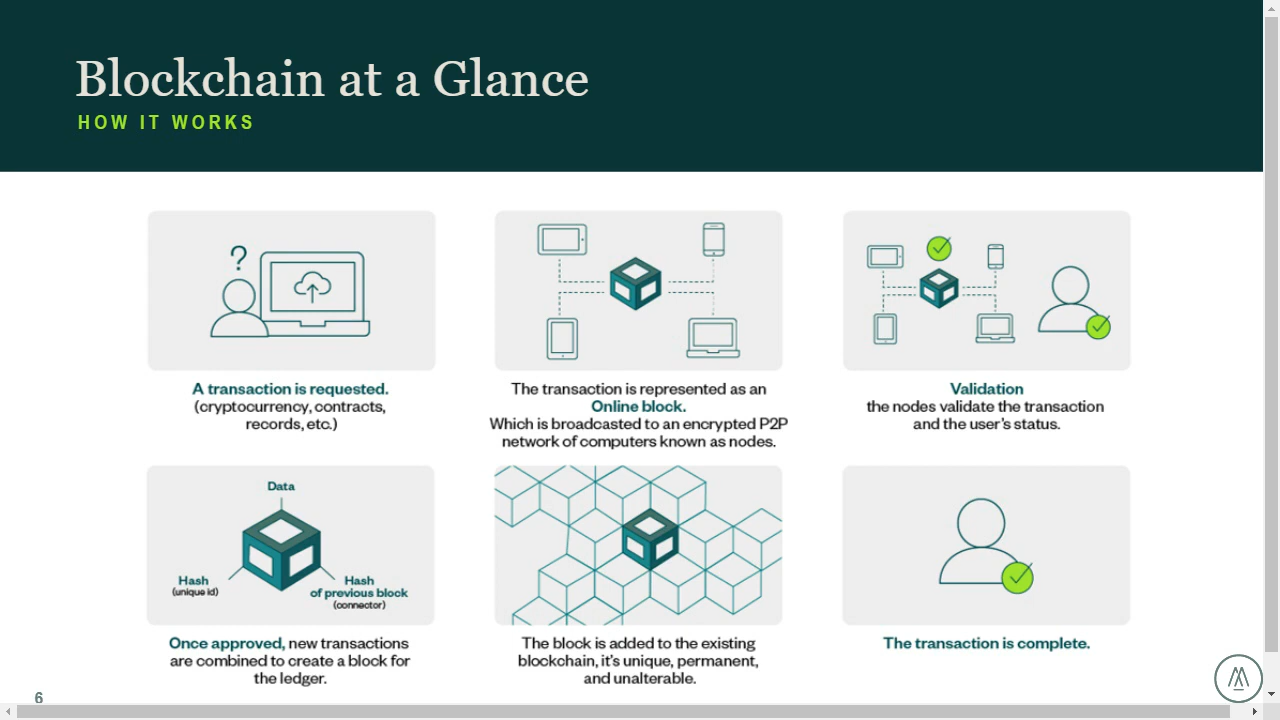 Blockchain at a Glance
HOW IT WORKS
?
A transaction is requested.
(cryptocurrency, contracts,
records, etc.)
The transaction is represented as an
Online block.
Which is broadcasted to an encrypted P2P
network of computers known as nodes.
Validation
the nodes validate the transaction
and the user's status.
Data
Hash
(unique id)
Hash
of previous block
(connector)
Once approved, new transactions
are combined to create a block for
the ledger.
The block is added to the existing
blockchain, it's unique, permanent,
and unalterable.
The transaction is complete.
6